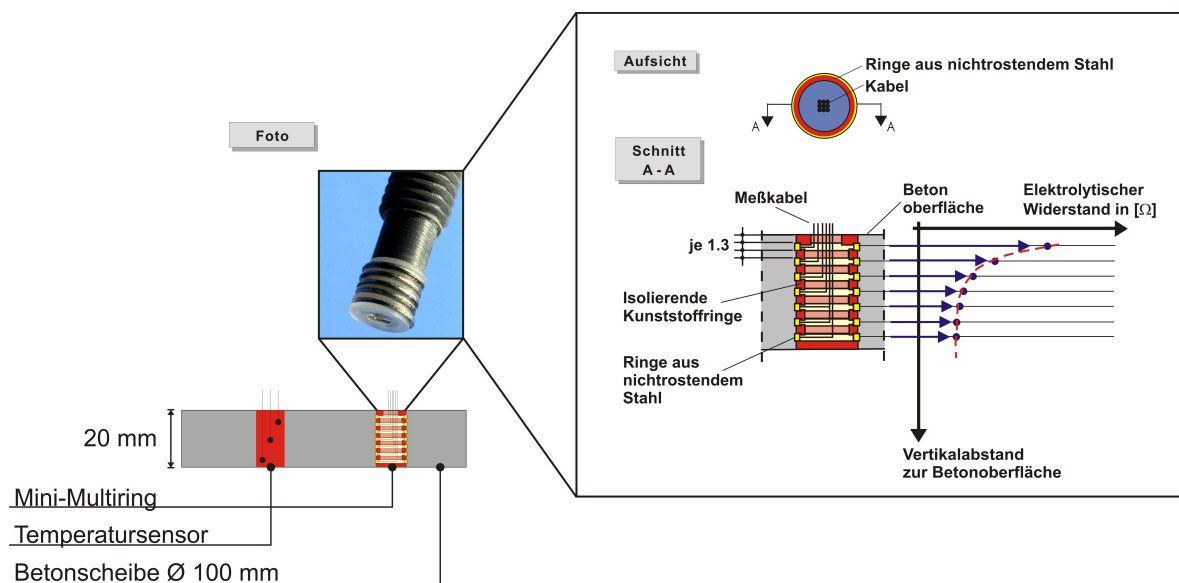 Aufsicht
Ringe aus nichtrostendem Stahl
Kabel
A
A
Foto
Schnitt
A - A
Meßkabel
Beton
oberfläche
Elektrolytischer
Widerstand in [Ω]
je 1.3
Isolierende
Kunststoffringe
Ringe aus
nichtrostendem
Stahl
Vertikalabstand
zur Betonoberfläche
20 mm
Mini-Multiring
Temperatursensor
Betonscheibe Ø 100 mm